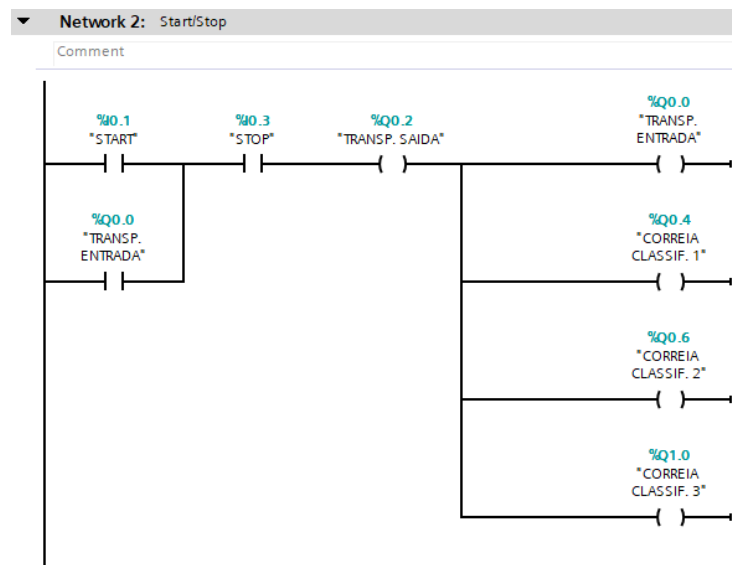 Network 2: Start/Stop
Comment
%I0.1
"START"
%I0.3
"STOP"
%Q0.2
"TRANSP. SAIDA"
%Q0.0
"TRANSP.
ENTRADA"
%Q0.0
"TRANSP.
ENTRADA"
%Q0.4
"CORREIA
CLASSIF. 1"
%Q0.6
"CORREIA
CLASSIF. 2"
%Q1.0
"CORREIA
CLASSIF. 3"